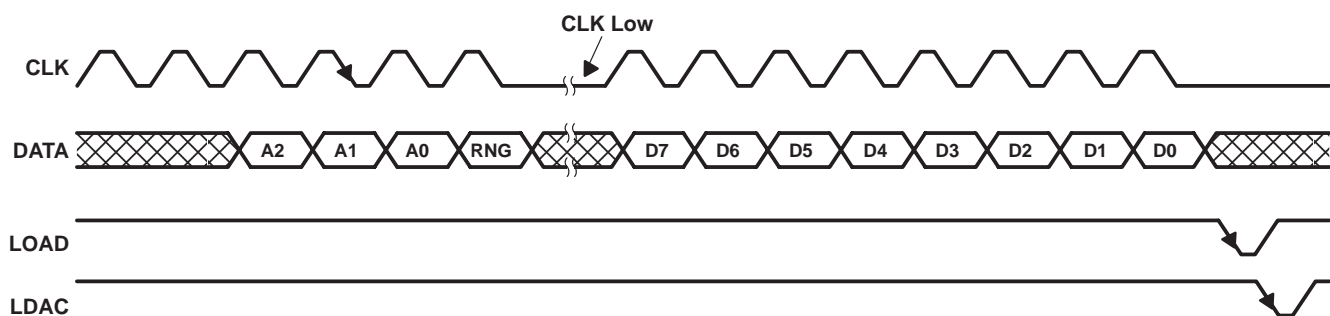 CLK Low
CLK
DATA A2 A1 A0 RNG D7 D6 D5 D4 D3 D2 D1 D0
LOAD
LDAC